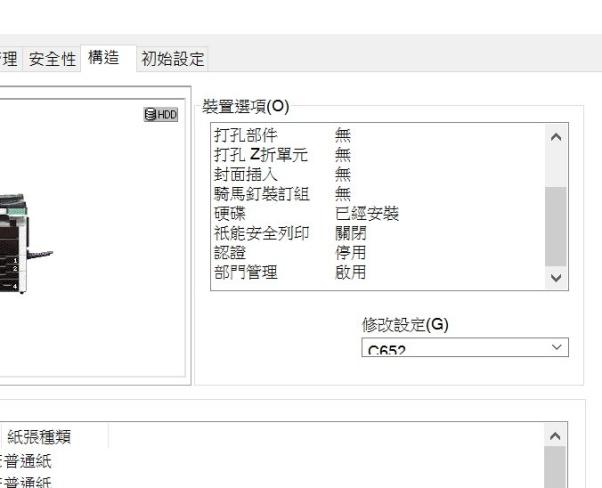 理 安全性 構造 初始設定
HDD
裝置選項(O)
打孔部件 無
打孔 Z折單元 無
封面插入 無
騎馬釘裝訂組 無
硬碟 已經安裝
祇能安全列印 關閉
認證 停用
部門管理 啟用
修改設定(G)
C652
紙張種類
普通紙
普通紙